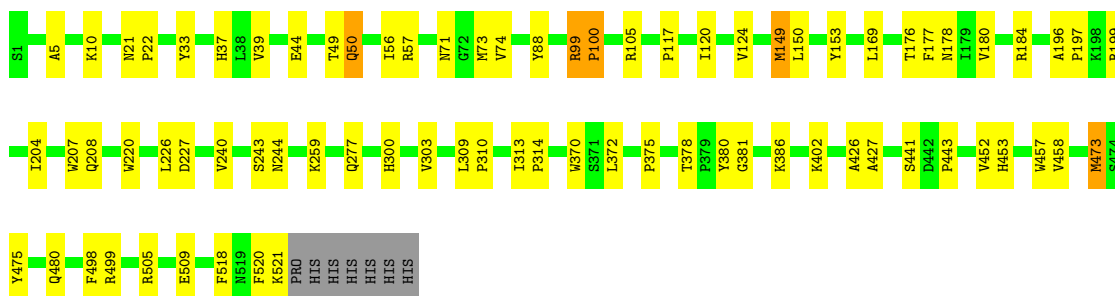 S1 A5 K10 N21 P22 Y33 H37 L38 V39 E44 T49 Q50 I56 R57 N71 G72 M73 V74 Y88 R99 P100 R105 P117 I120 V124 M149 L150 Y153 L169 T176 F177 N178 I179 V180 R184 A196 P197 K198
I204 W207 Q208 W220 L226 D227 V240 S243 N244 K259 Q277 H300 V303 L309 P310 I313 P314 W370 S371 L372 P375 T378 P379 Y380 G381 K386 K402 A426 A427 S441 D442 P443 V452 H453 W457 V458 M473 S474
Y475 Q480 F498 R499 R505 E509 F518 N519 F520 K521 PRO HIS HIS HIS HIS HIS HIS